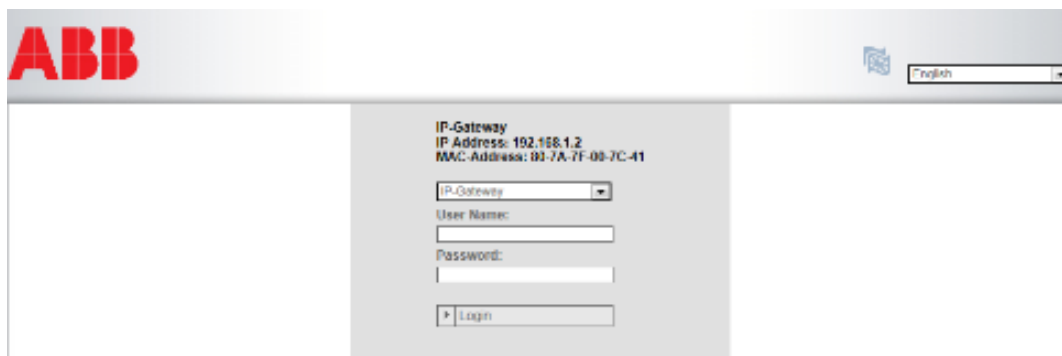 ABB
English
IP-Gateway
IP Address: 192.168.1.2
MAC-Address: 80-7A-7F-00-7C-41
IP-Gateway
User Name:
Password:
Login